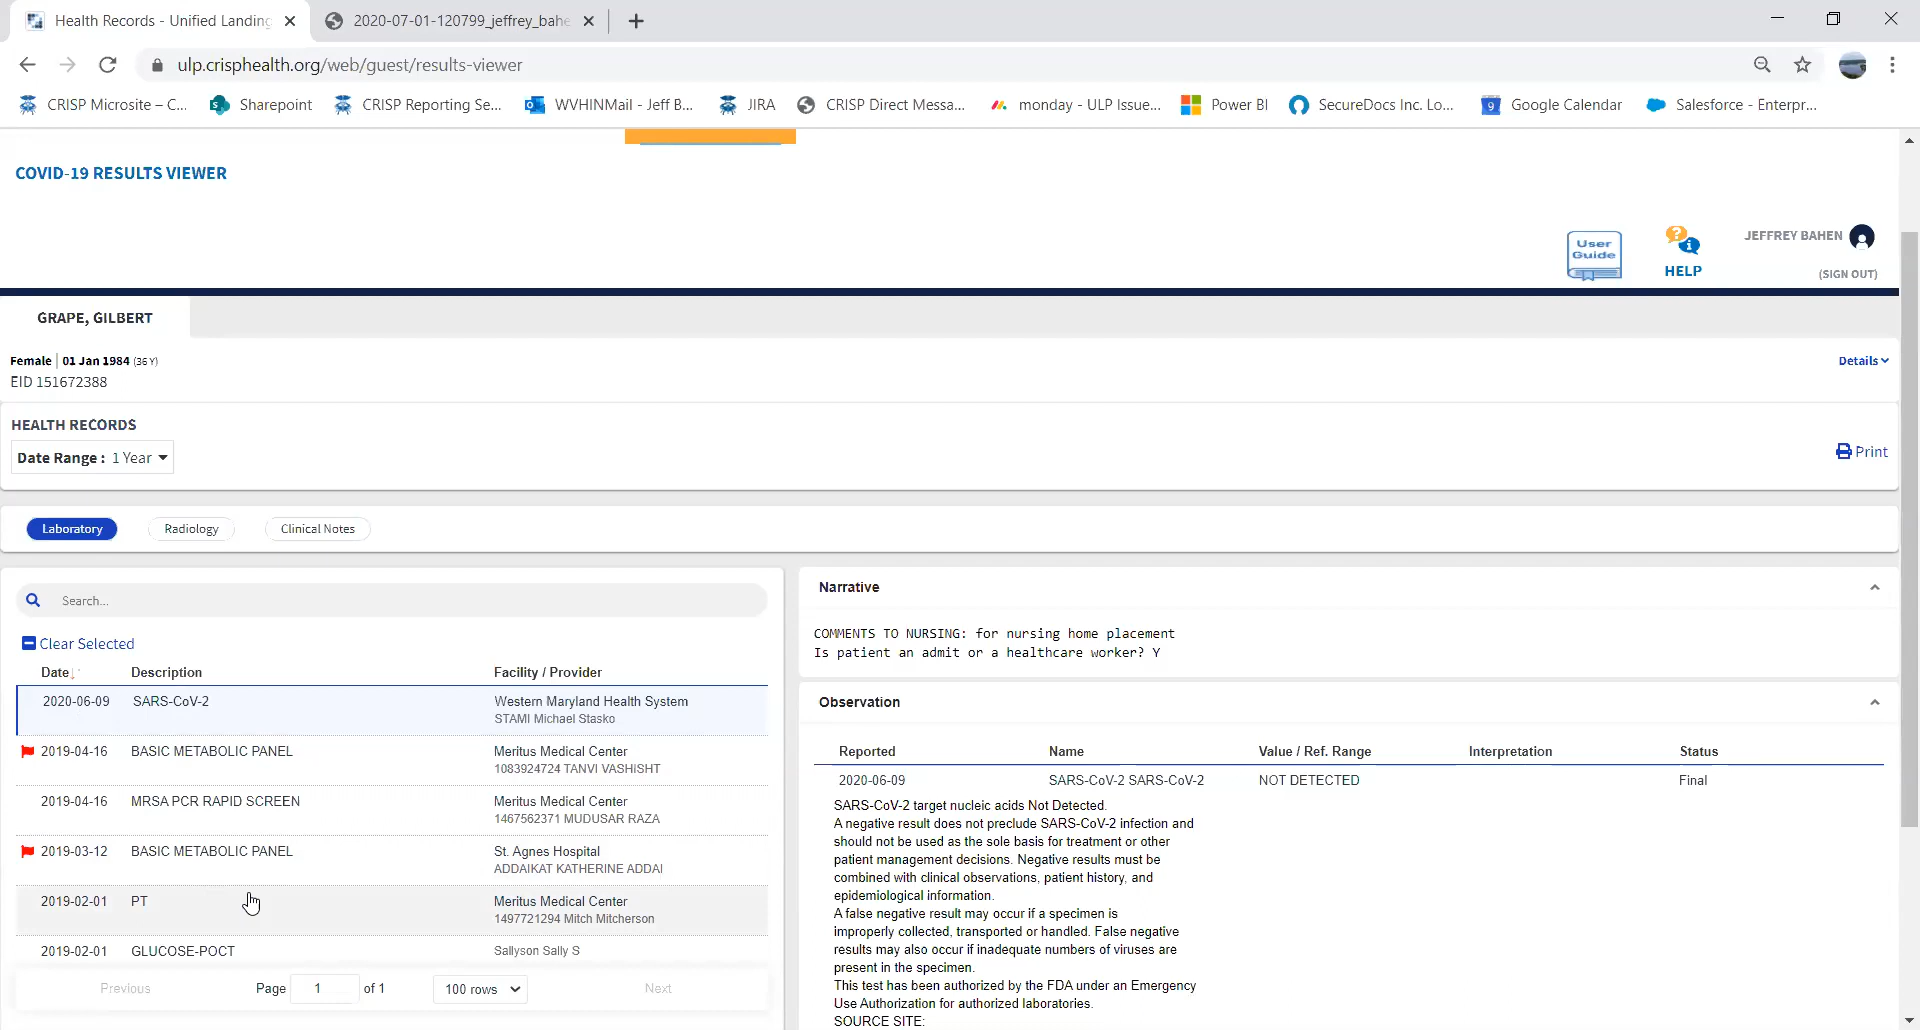 Health Records - Unified Landing
2020-07-01-120799_jeffrey_bahe
ulp.crisphealth.org/web/guest/results-viewer
CRISP Microsite – C...
Sharepoint
CRISP Reporting Se...
WVHINMail - Jeff B...
JIRA
CRISP Direct Messa...
monday - ULP Issue...
Power BI
SecureDocs Inc. Lo...
9
Google Calendar
Salesforce - Enterpr...
COVID-19 RESULTS VIEWER
User Guide
HELP
JEFFREY BAHEN
(SIGN OUT)
GRAPE, GILBERT
Female | 01 Jan 1984 (36 Y)
Details
EID 151672388
HEALTH RECORDS
Date Range : 1 Year
Print
Laboratory
Radiology
Clinical Notes
Search...
Clear Selected
Date Description Facility / Provider
2020-06-09 SARS-CoV-2 Western Maryland Health System
STAMI Michael Stasko
2019-04-16 BASIC METABOLIC PANEL Meritus Medical Center
1083924724 TANVI VASHISHT
2019-04-16 MRSA PCR RAPID SCREEN Meritus Medical Center
1467562371 MUDUSAR RAZA
2019-03-12 BASIC METABOLIC PANEL St. Agnes Hospital
ADDAIKAT KATHERINE ADDAI
2019-02-01 PT Meritus Medical Center
1497721294 Mitch Mitcherson
2019-02-01 GLUCOSE-POCT Sallyson Sally S
Previous
Page 1 of 1
100 rows
Next
Narrative
COMMENTS TO NURSING: for nursing home placement
Is patient an admit or a healthcare worker? Y
Observation
Reported Name Value / Ref. Range Interpretation Status
2020-06-09 SARS-CoV-2 SARS-CoV-2 NOT DETECTED Final
SARS-CoV-2 target nucleic acids Not Detected.
A negative result does not preclude SARS-CoV-2 infection and
should not be used as the sole basis for treatment or other
patient management decisions. Negative results must be
combined with clinical observations, patient history, and
epidemiological information.
A false negative result may occur if a specimen is
improperly collected, transported or handled. False negative
results may also occur if inadequate numbers of viruses are
present in the specimen.
This test has been authorized by the FDA under an Emergency
Use Authorization for authorized laboratories.
SOURCE SITE: